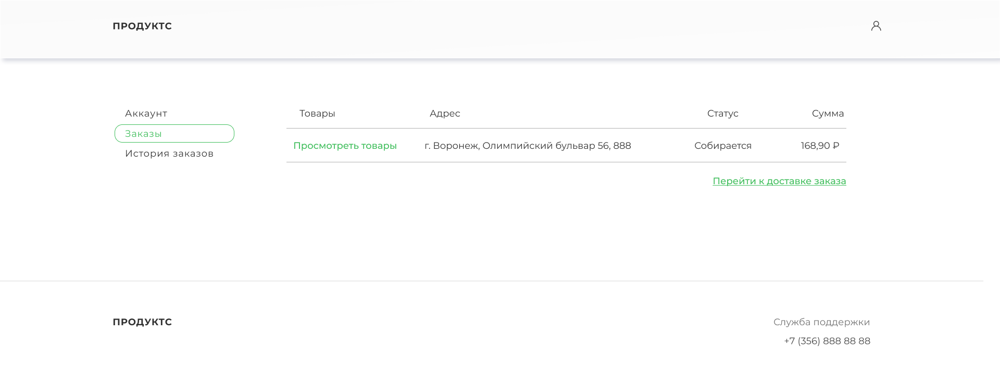 ПРОДУКТС
Аккаунт
Заказы
История заказов
Товары Адрес Статус Сумма
Просмотреть товары г. Воронеж, Олимпийский бульвар 56, 888 Собирается 168,90 ₽
Перейти к доставке заказа
ПРОДУКТС
Служба поддержки
+7 (356) 888 88 88